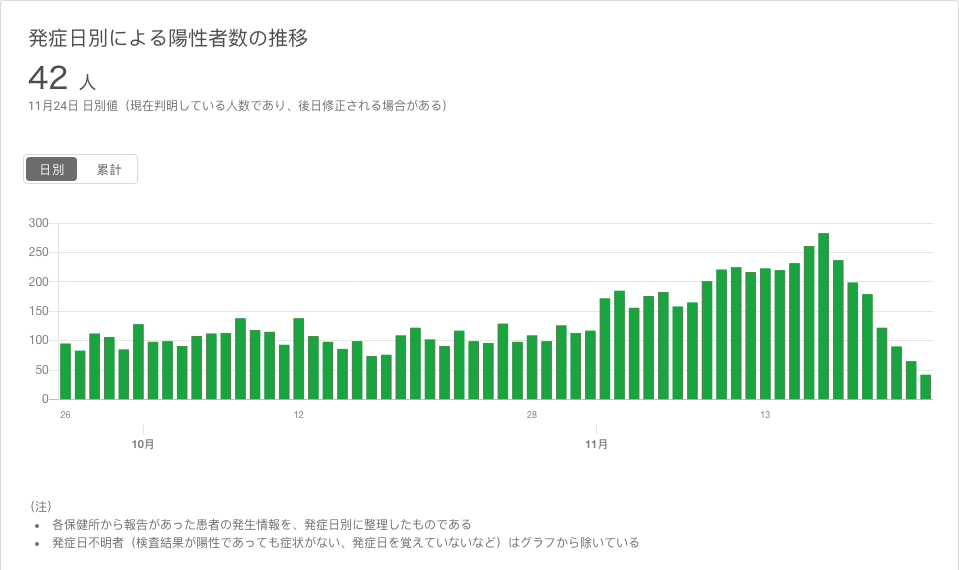 発症日別による陽性者数の推移
42 人
11月24日 日別値（現在判明している人数であり、後日修正される場合がある）
日別 累計
300
250
200
150
100
50
0
26 12 28 13
10月 11月
（注）
• 各保健所から報告があった患者の発生情報を、発症日別に整理したものである
• 発症日不明者（検査結果が陽性であっても症状がない、発症日を覚えていないなど）はグラフから除いている